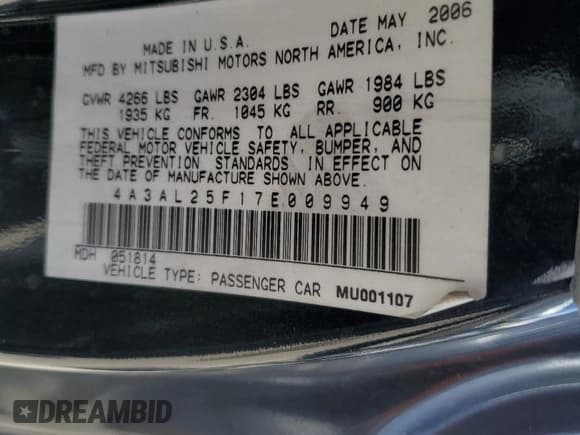 MADE IN U.S.A. DATE MAY 2006
MFD BY MITSUBISHI MOTORS NORTH AMERICA, INC.
GVWR 4266 LBS GAWR 2304 LBS GAWR 1984 LBS
1935 KG FR. 1045 KG RR. 900 KG
THIS VEHICLE CONFORMS TO ALL APPLICABLE
FEDERAL MOTOR VEHICLE SAFETY, BUMPER, AND
THEFT PREVENTION STANDARDS IN EFFECT ON
THE DATE OF MANUFACTURE SHOWN ABOVE.
4A3AL25F17E009949
MDH 051814
VEHICLE TYPE: PASSENGER CAR MU001107
DREAMBID